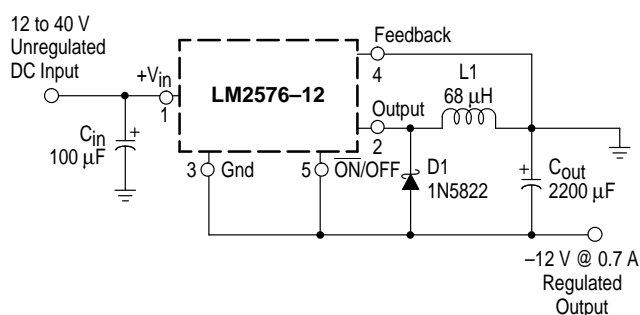 12 to 40 V
Unregulated
DC Input
+Vin
1
Cin
100 µF
+
LM2576–12
Feedback
4
Output
2
L1
68 µH
3
Gnd
5
ON/OFF
D1
1N5822
+
Cout
2200 µF
–12 V @ 0.7 A
Regulated
Output